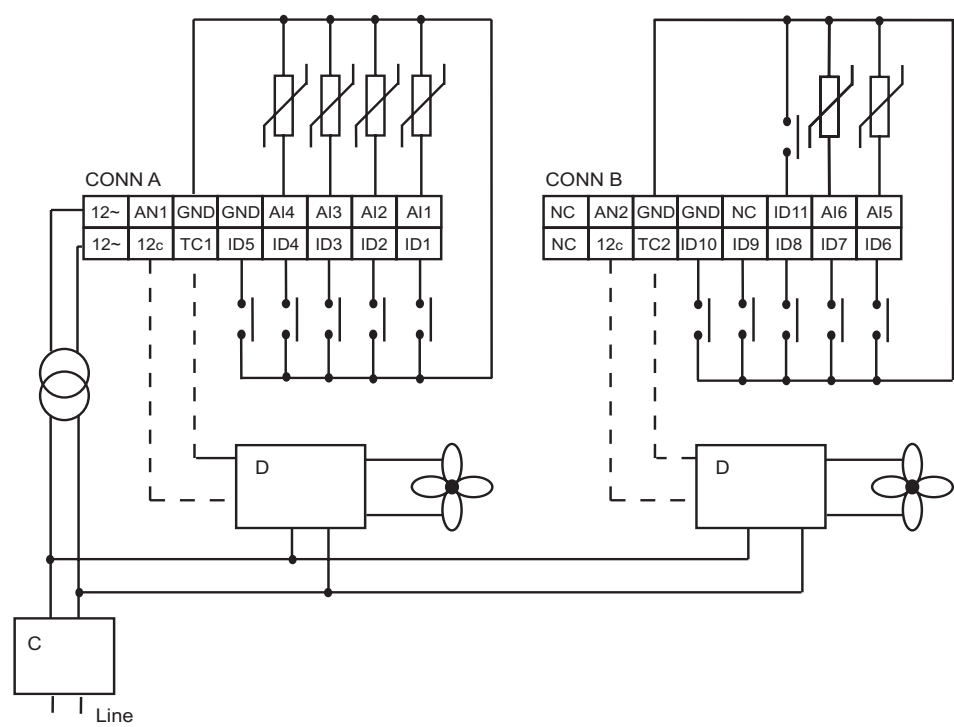 CONN A
12~ AN1 GND GND AI4 AI3 AI2 AI1
12~ 12c TC1 ID5 ID4 ID3 ID2 ID1
CONN B
NC AN2 GND GND NC ID11 AI6 AI5
NC 12c TC2 ID10 ID9 ID8 ID7 ID6
D
D
C
Line